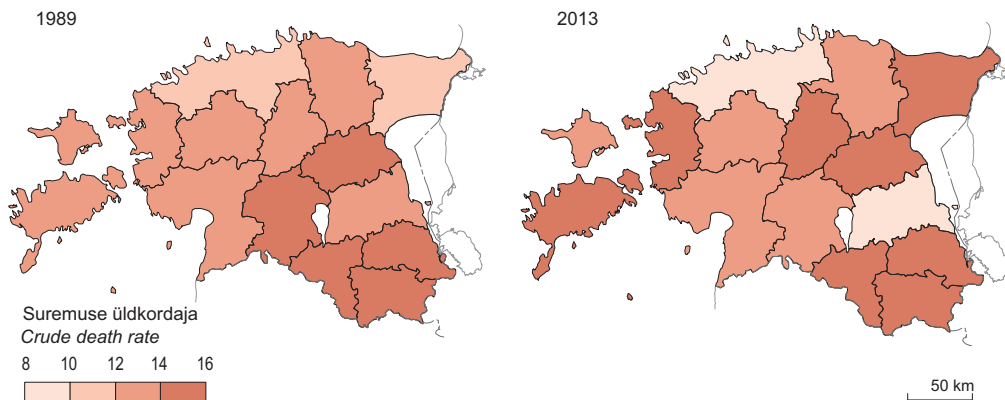 1989
2013
Suremuse üldkordaja
Crude death rate
8 10 12 14 16
50 km